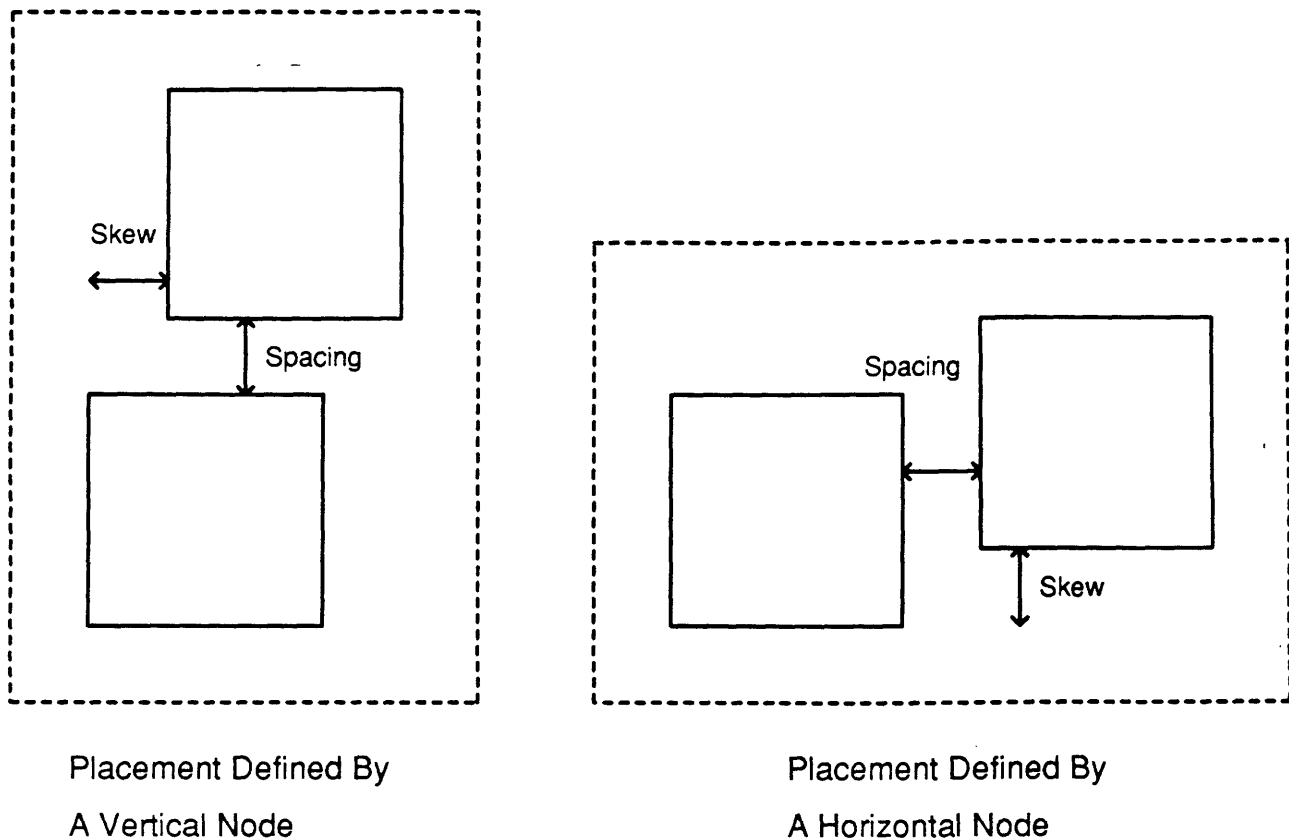 Skew
Spacing
Placement Defined By
A Vertical Node
Spacing
Skew
Placement Defined By
A Horizontal Node